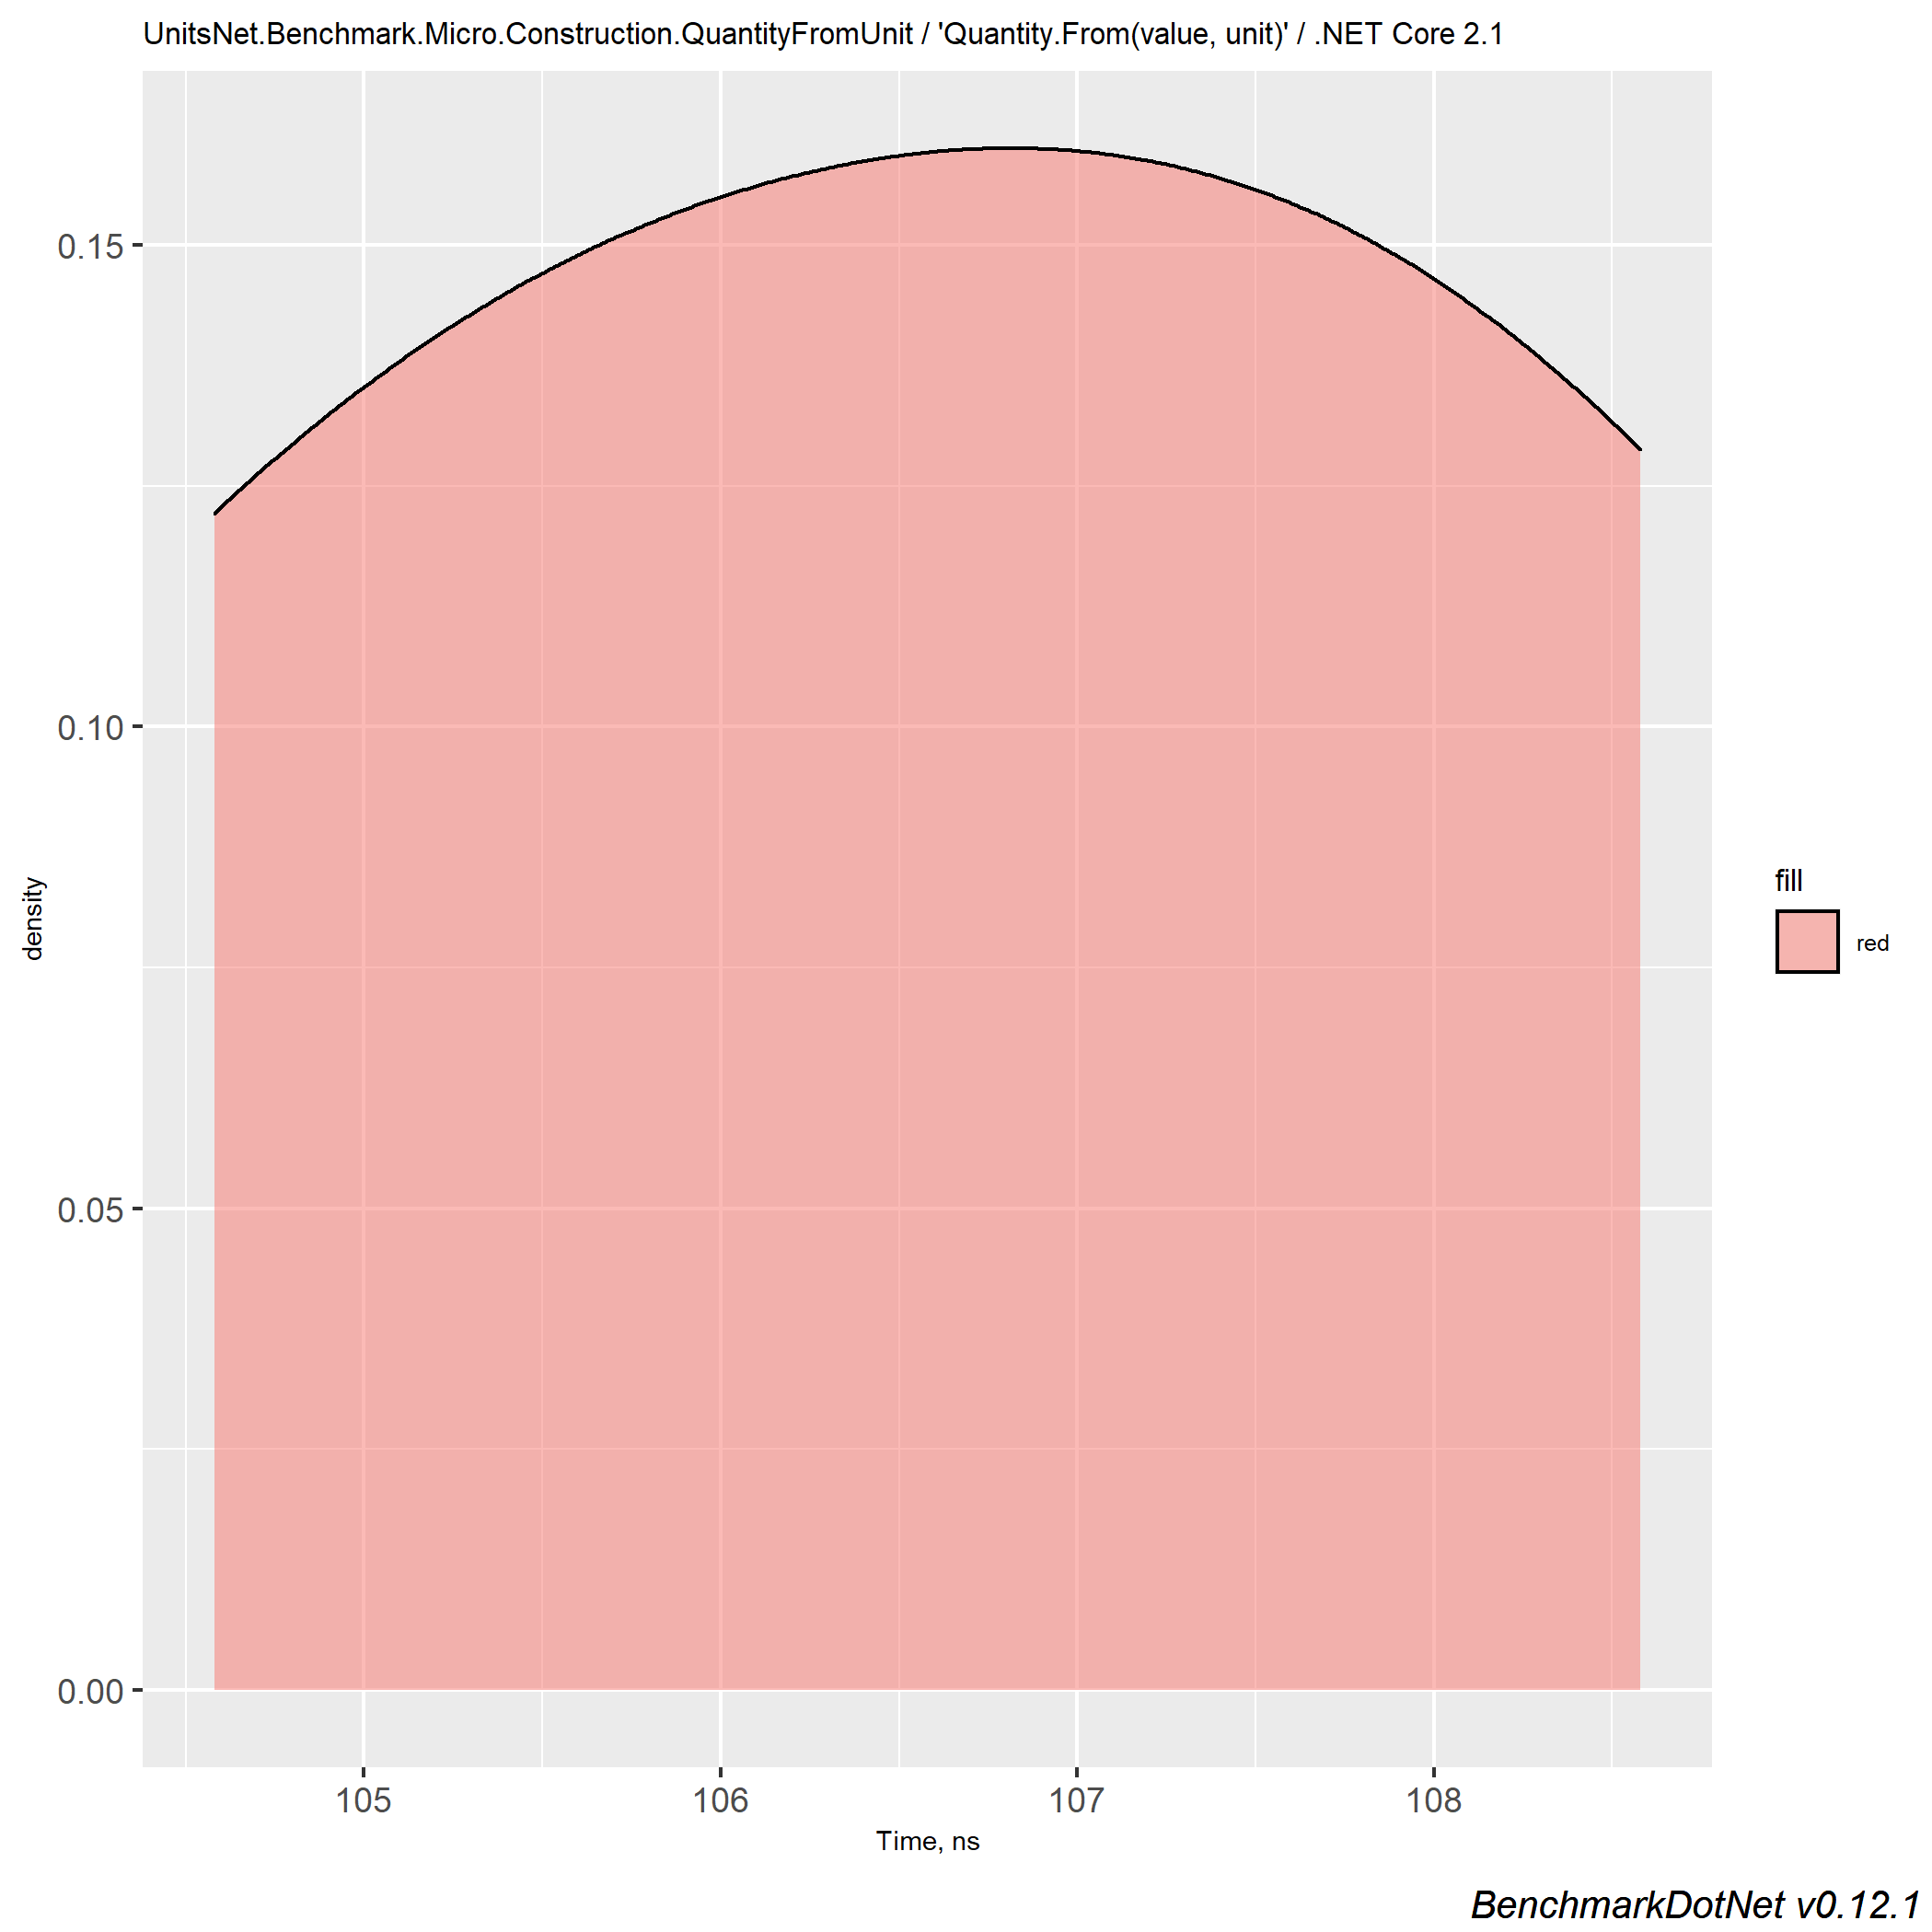 UnitsNet.Benchmark.Micro.Construction.QuantityFromUnit / 'Quantity.From(value, unit)' / .NET Core 2.1
0.15
0.10
0.05
0.00
density
105 106 107 108
Time, ns
fill
red
BenchmarkDotNet v0.12.1